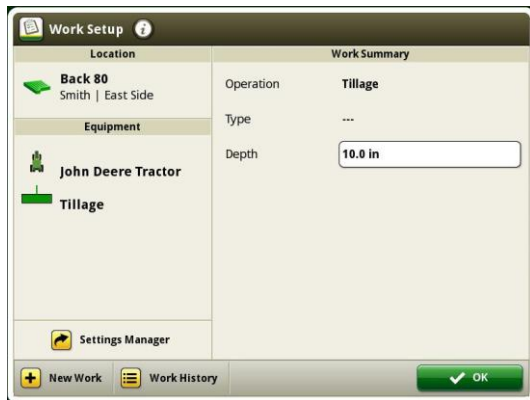 Work Setup i
Location
Back 80
Smith | East Side
Equipment
John Deere Tractor
Tillage
Settings Manager
Work Summary
Operation Tillage
Type ---
Depth 10.0 in
New Work Work History OK